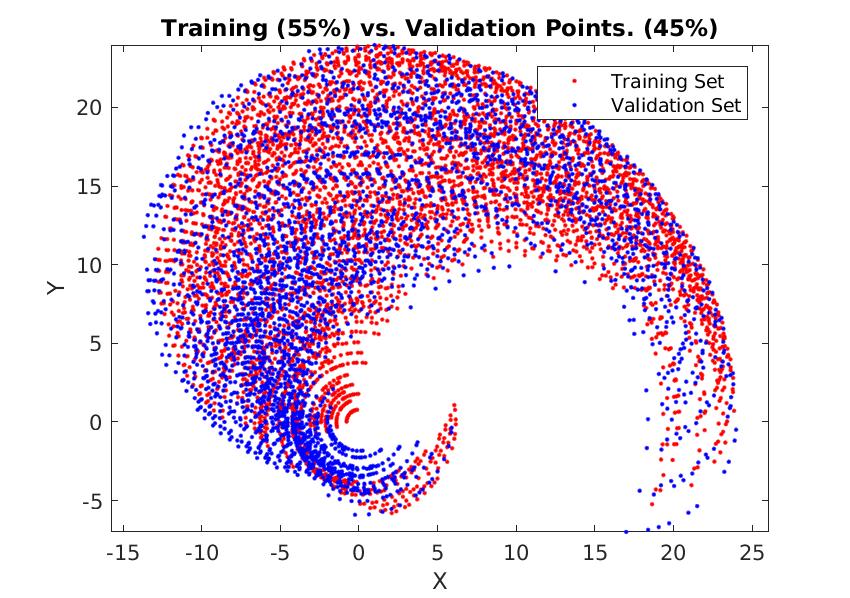 Training (55%) vs. Validation Points. (45%)
Training Set
Validation Set
20
15
10
5
0
-5
Y
-15 -10 -5 0 5 10 15 20 25
X